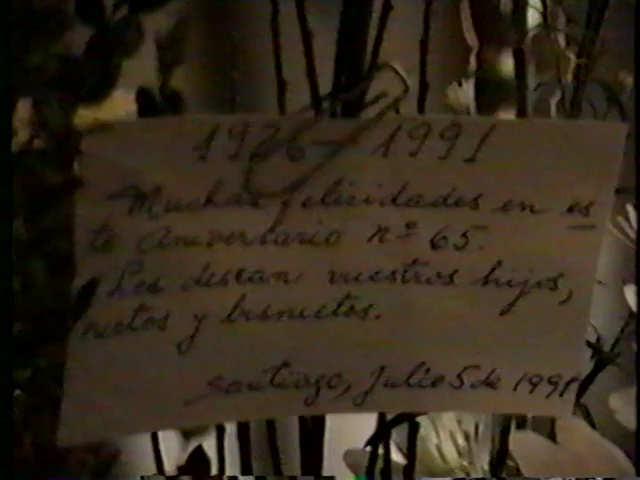 1926 - 1991
Muchas felicidades en es
te Aniversario nº 65.
Les desean vuestros hijos,
nietos y bisnietos.
Santiago, Julio 5 de 1991